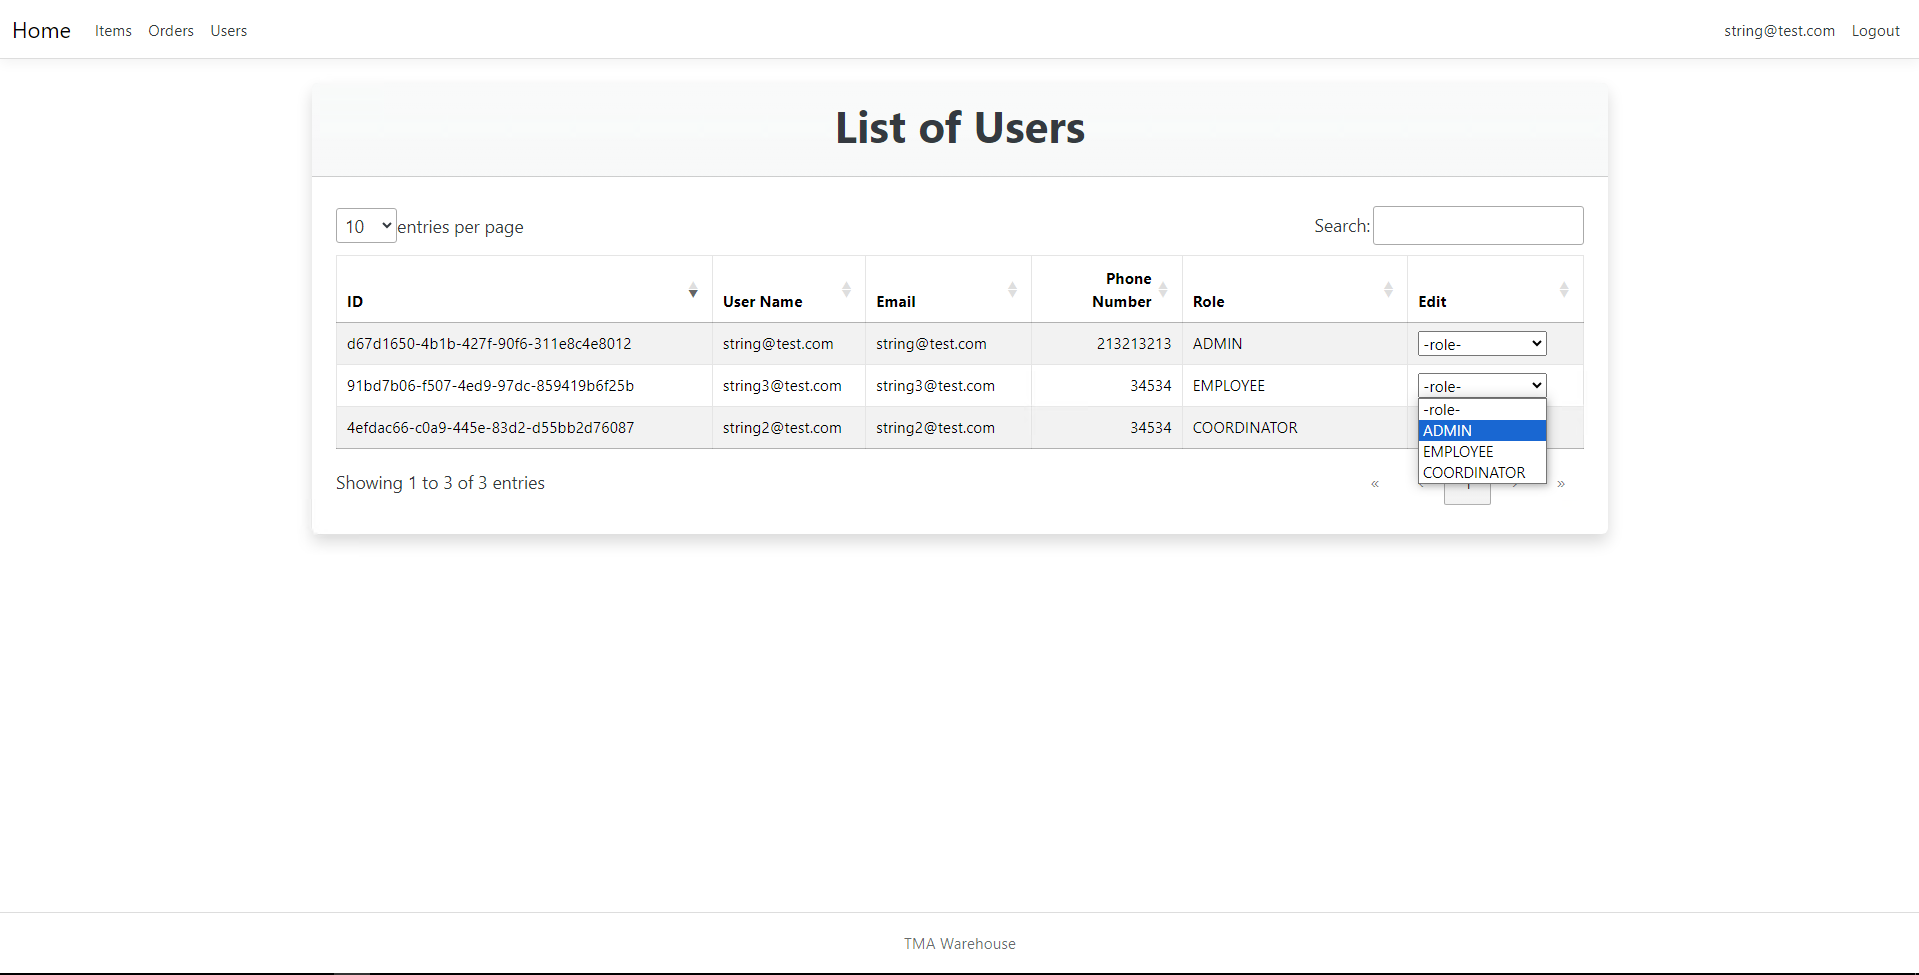 Home Items Orders Users string@test.com Logout
List of Users
10 entries per page Search:
ID User Name Email Phone Number Role Edit
d67d1650-4b1b-427f-90f6-311e8c4e8012 string@test.com string@test.com 213213213 ADMIN -role-
91bd7b06-f507-4ed9-97dc-859419b6f25b string3@test.com string3@test.com 34534 EMPLOYEE -role-
-role-
4efdac66-c0a9-445e-83d2-d55bb2d76087 string2@test.com string2@test.com 34534 COORDINATOR ADMIN
EMPLOYEE
COORDINATOR
Showing 1 to 3 of 3 entries « »
TMA Warehouse